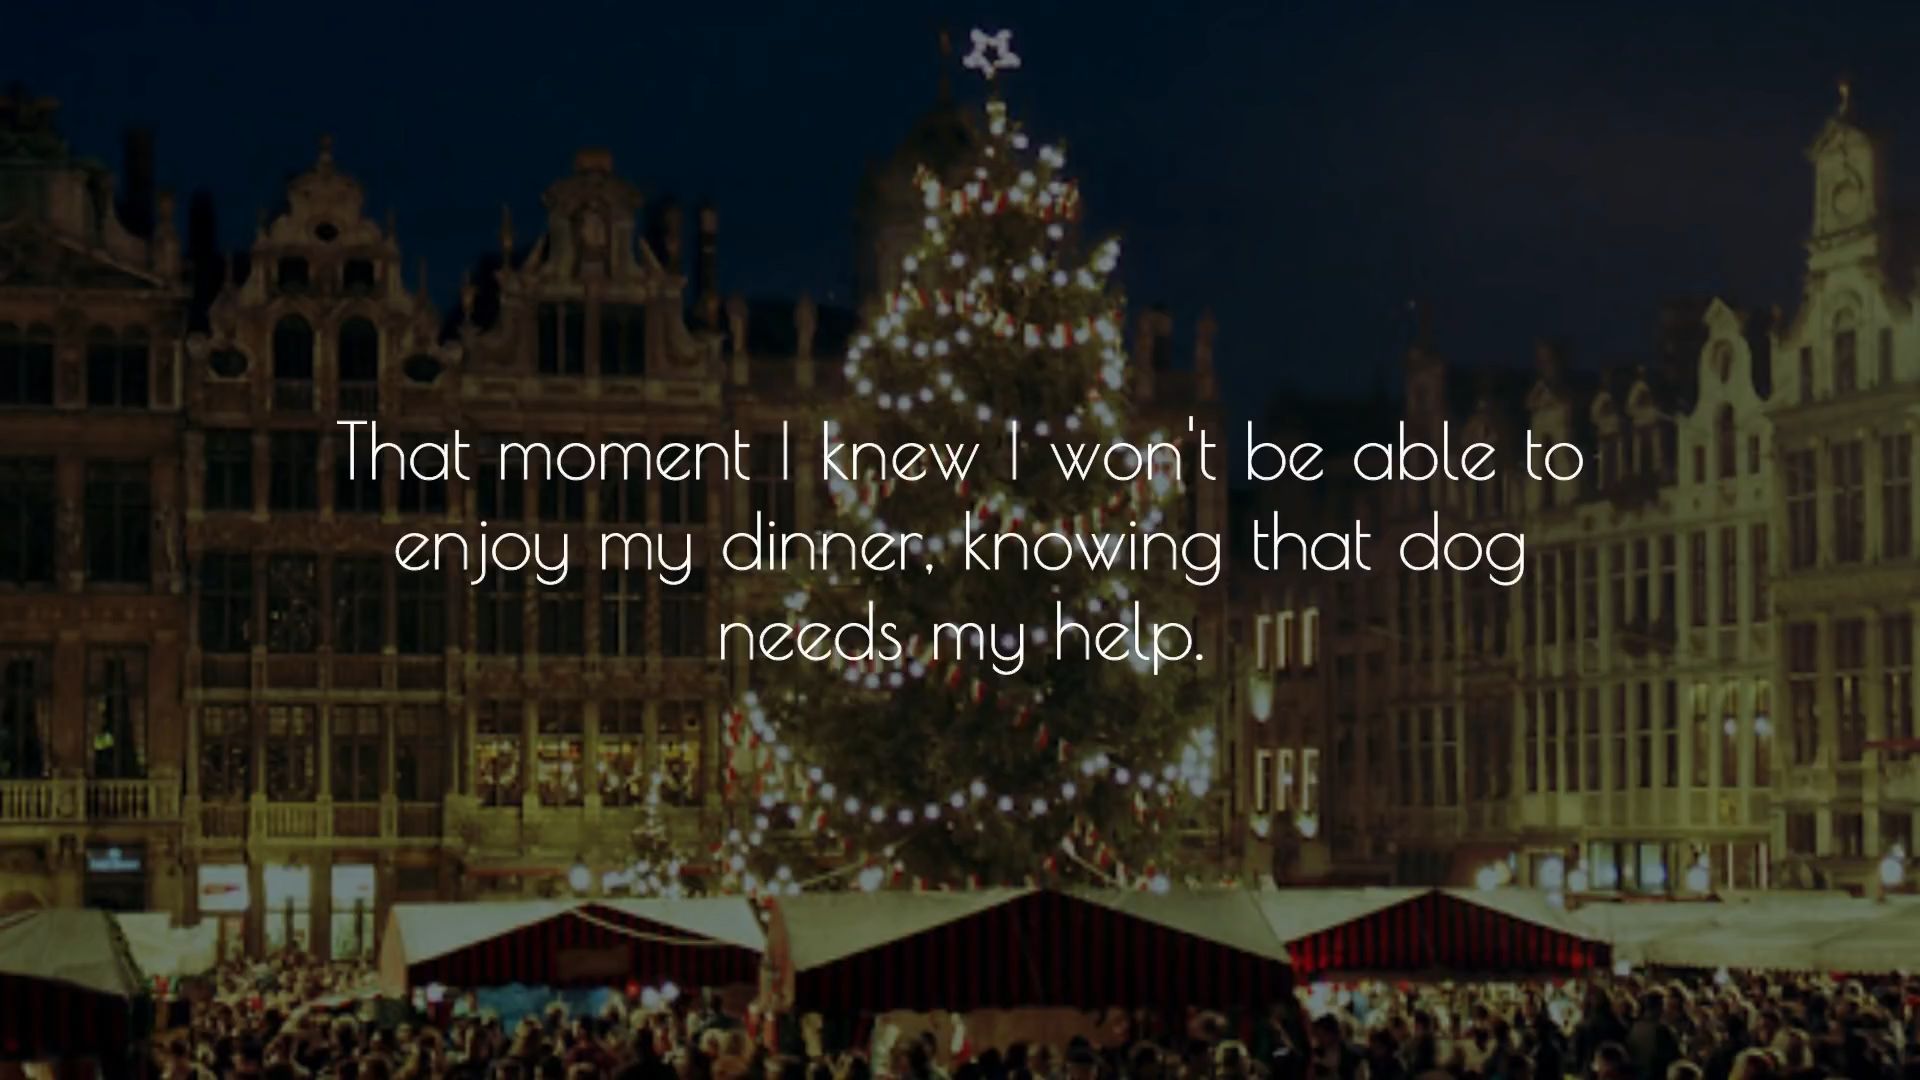 That moment I knew I won't be able to
enjoy my dinner, knowing that dog
needs my help.